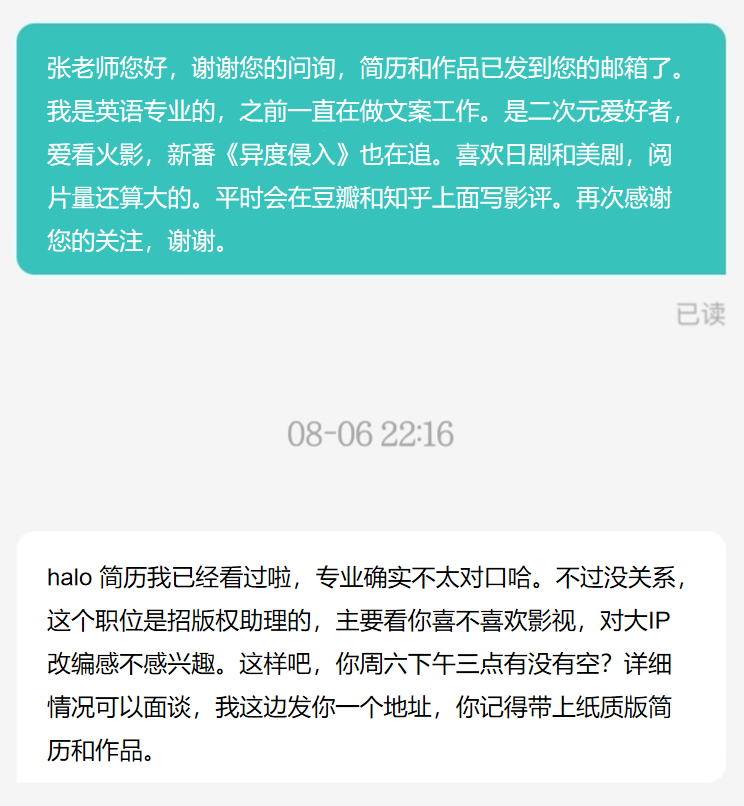 张老师您好，谢谢您的问询，简历和作品已发到您的邮箱了。
我是英语专业的，之前一直在做文案工作。是二次元爱好者，
爱看火影，新番《异度侵入》也在追。喜欢日剧和美剧，阅
片量还算大的。平时会在豆瓣和知乎上面写影评。再次感谢
您的关注，谢谢。
已读
08-06 22:16
halo 简历我已经看过啦，专业确实不太对口哈。不过没关系，
这个职位是招版权助理的，主要看你喜不喜欢影视，对大IP
改编感不感兴趣。这样吧，你周六下午三点有没有空？详细
情况可以面谈，我这边发你一个地址，你记得带上纸质版简
历和作品。